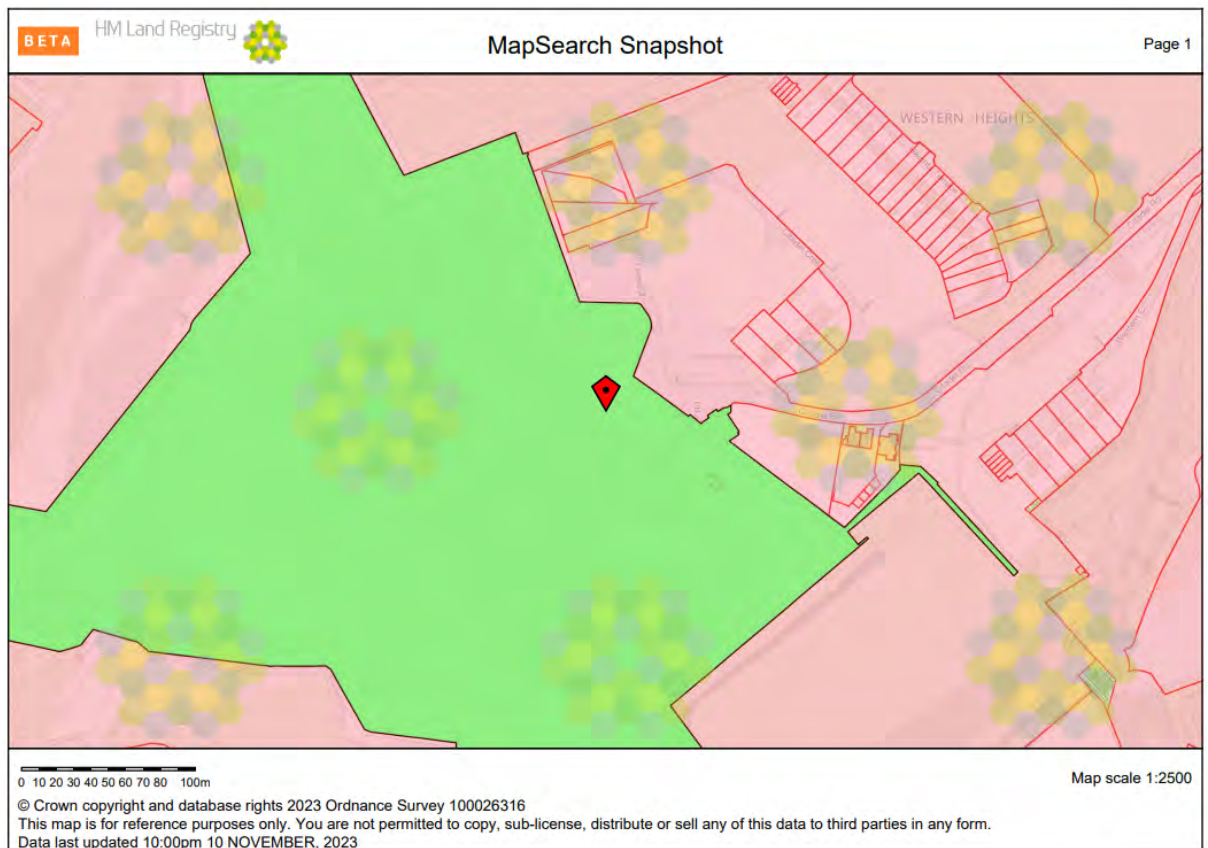 BETA
HM Land Registry
MapSearch Snapshot
Page 1
WESTERN HEIGHTS
Citadel Rd
0 10 20 30 40 50 60 70 80 100m
Map scale 1:2500
© Crown copyright and database rights 2023 Ordnance Survey 100026316
This map is for reference purposes only. You are not permitted to copy, sub-license, distribute or sell any of this data to third parties in any form.
Data last updated 10:00pm 10 NOVEMBER, 2023